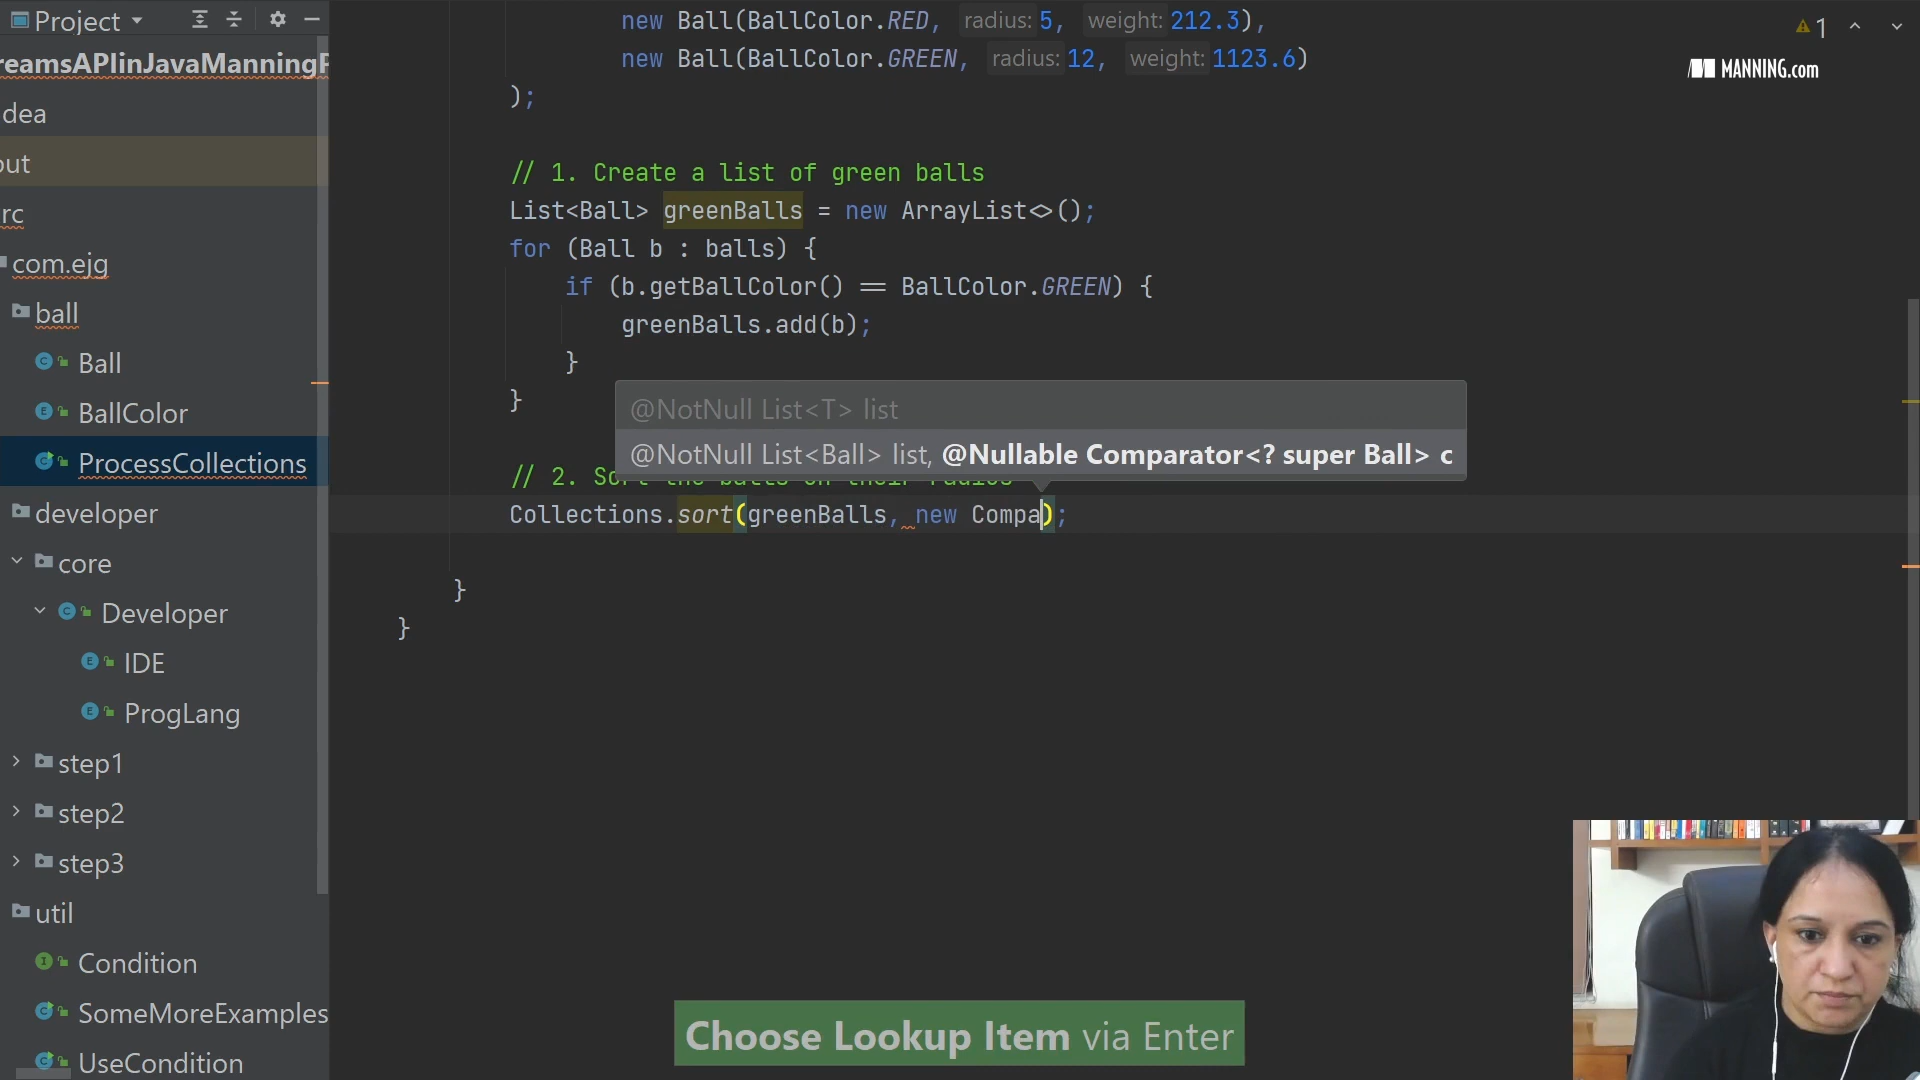 Project
reamsAPIinJavaManningP
dea
out
rc
com.ejg
ball
Ball
BallColor
ProcessCollections
developer
core
Developer
IDE
ProgLang
step1
step2
step3
util
Condition
SomeMoreExamples
UseCondition
new Ball(BallColor.RED, radius: 5, weight: 212.3),
new Ball(BallColor.GREEN, radius: 12, weight: 1123.6)
);
// 1. Create a list of green balls
List<Ball> greenBalls = new ArrayList<>();
for (Ball b : balls) {
if (b.getBallColor() == BallColor.GREEN) {
greenBalls.add(b);
}
}
@NotNull List<T> list
@NotNull List<Ball> list, @Nullable Comparator<? super Ball> c
// 2. Sort the balls on their radius
Collections.sort(greenBalls, new Compa);
}
}
1
MANNING.com
Choose Lookup Item via Enter